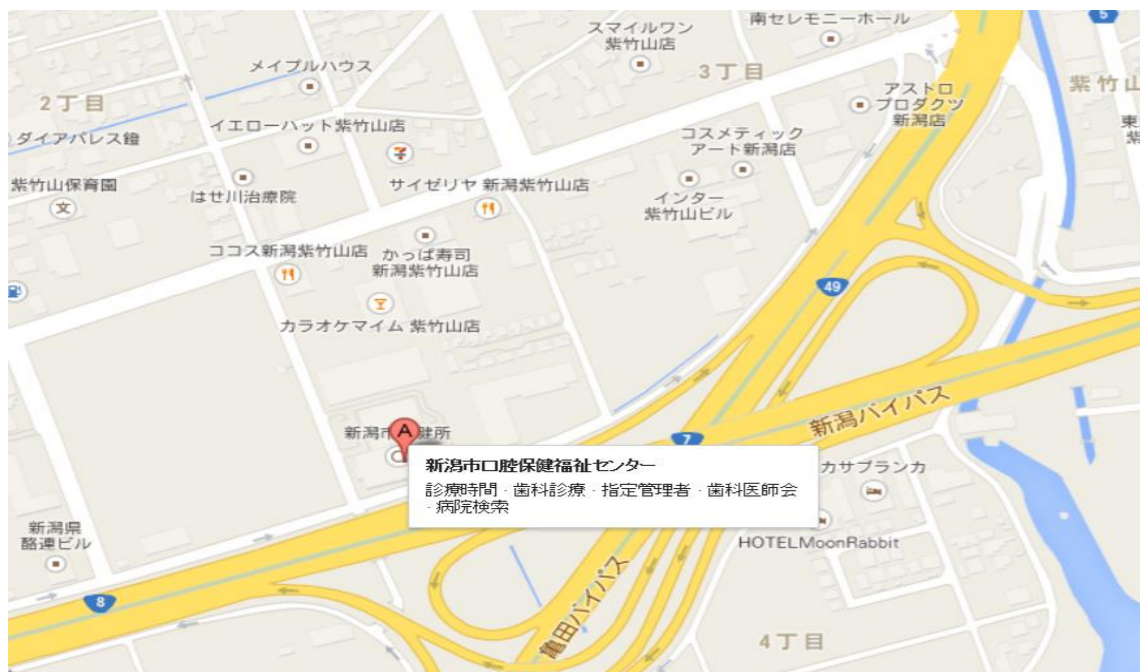 スマイルワン
紫竹山店
南セレモニーホール
5
メイプルハウス
3丁目
紫竹山
2丁目
アストロ
プロダクツ
新潟店
イエローハット紫竹山店
コスメティック
アート新潟店
ダイアパレス鐙
紫竹山保育園
文
はせ川治療院
サイゼリヤ 新潟紫竹山店
インター
紫竹山ビル
ココス新潟紫竹山店
かっぱ寿司
新潟紫竹山店
49
カラオケマイム 紫竹山店
新潟バイパス
A
7
新潟市口腔保健福祉センター
診療時間 - 歯科診療 - 指定管理者 - 歯科医師会
- 病院検索
カサブランカ
新潟県
酪連ビル
HOTELMoonRabbit
8
亀田バイパス
4丁目